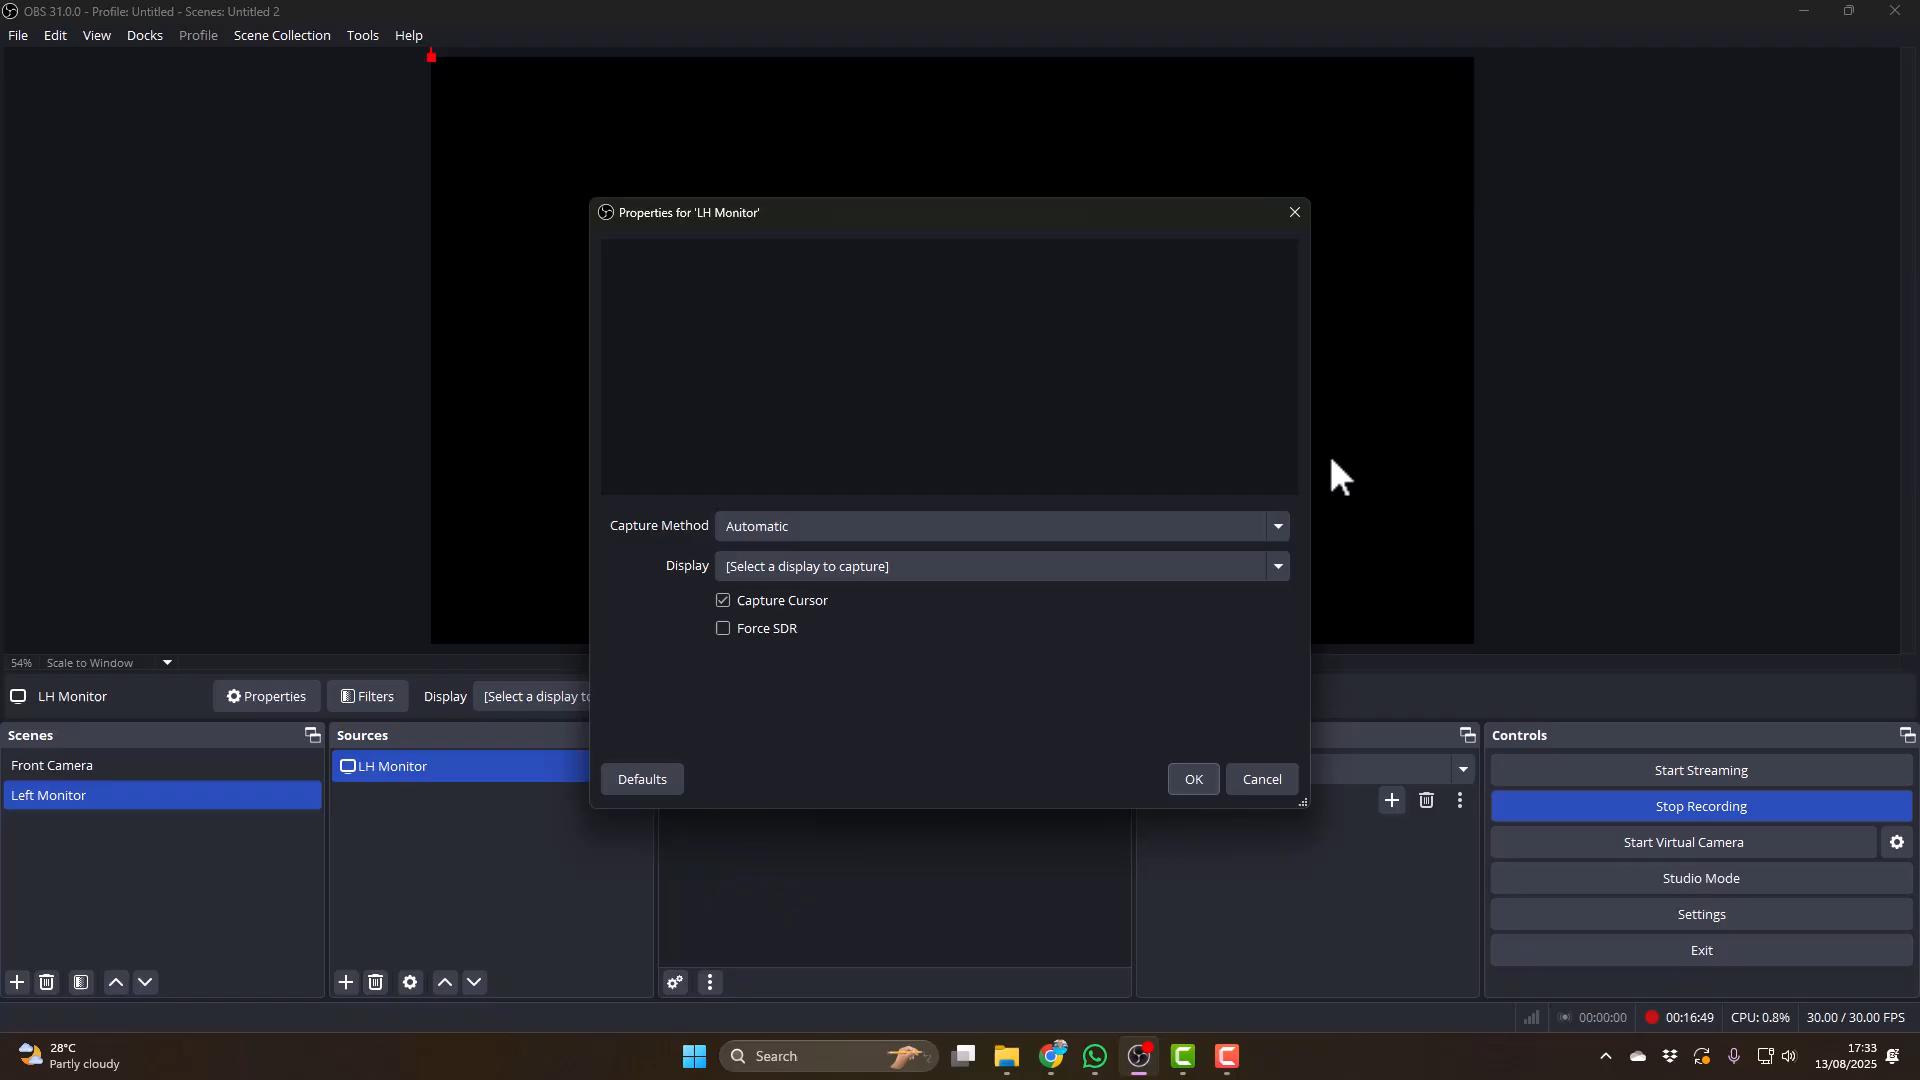 OBS 31.0.0 - Profile: Untitled - Scenes: Untitled 2
File Edit View Docks Profile Scene Collection Tools Help
Properties for 'LH Monitor'
Capture Method Automatic
Display [Select a display to capture]
Capture Cursor
Force SDR
Defaults OK Cancel
54% Scale to Window
LH Monitor Properties Filters Display [Select a display to
Scenes Sources Controls
Front Camera
Left Monitor
LH Monitor
Start Streaming
Stop Recording
Start Virtual Camera
Studio Mode
Settings
Exit
00:00:00 00:16:49 CPU: 0.8% 30.00 / 30.00 FPS
28°C
Partly cloudy
Search
17:33
13/08/2025